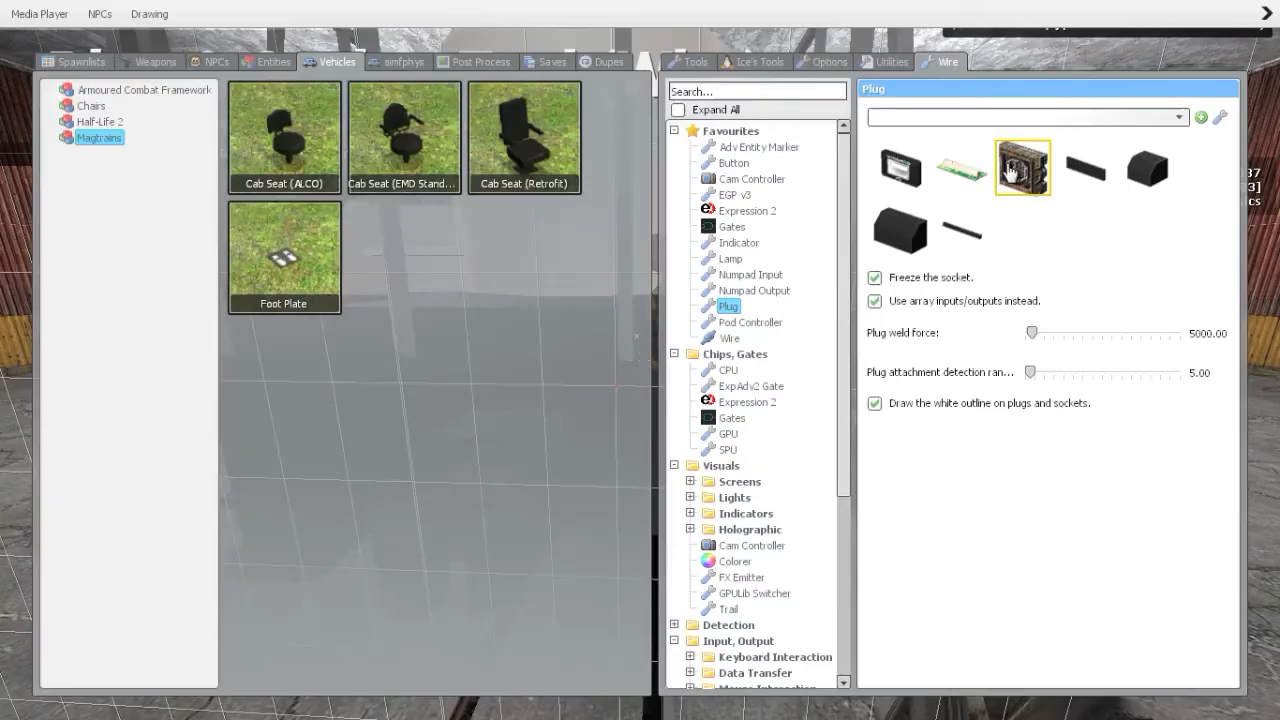 Media Player NPCs Drawing
Spawnlists Weapons NPCs Entities Vehicles simfphys Post Process Saves Dupes
Tools Ice's Tools Options Utilities Wire
Armoured Combat Framework
Chairs
Half-Life 2
Magtrains
Cab Seat (ALCO)
Cab Seat (EMD Stand...
Cab Seat (Retrofit)
Foot Plate
Search...
Expand All
Favourites
Adv Entity Marker
Button
Cam Controller
EGP v3
Expression 2
Gates
Indicator
Lamp
Numpad Input
Numpad Output
Plug
Pod Controller
Wire
Chips, Gates
CPU
ExpAdv2 Gate
Expression 2
Gates
GPU
SPU
Visuals
Screens
Lights
Indicators
Holographic
Cam Controller
Colorer
FX Emitter
GPULib Switcher
Trail
Detection
Input, Output
Keyboard Interaction
Data Transfer
Plug
Freeze the socket.
Use array inputs/outputs instead.
Plug weld force: 5000.00
Plug attachment detection ran... 5.00
Draw the white outline on plugs and sockets.
37
3]
cs